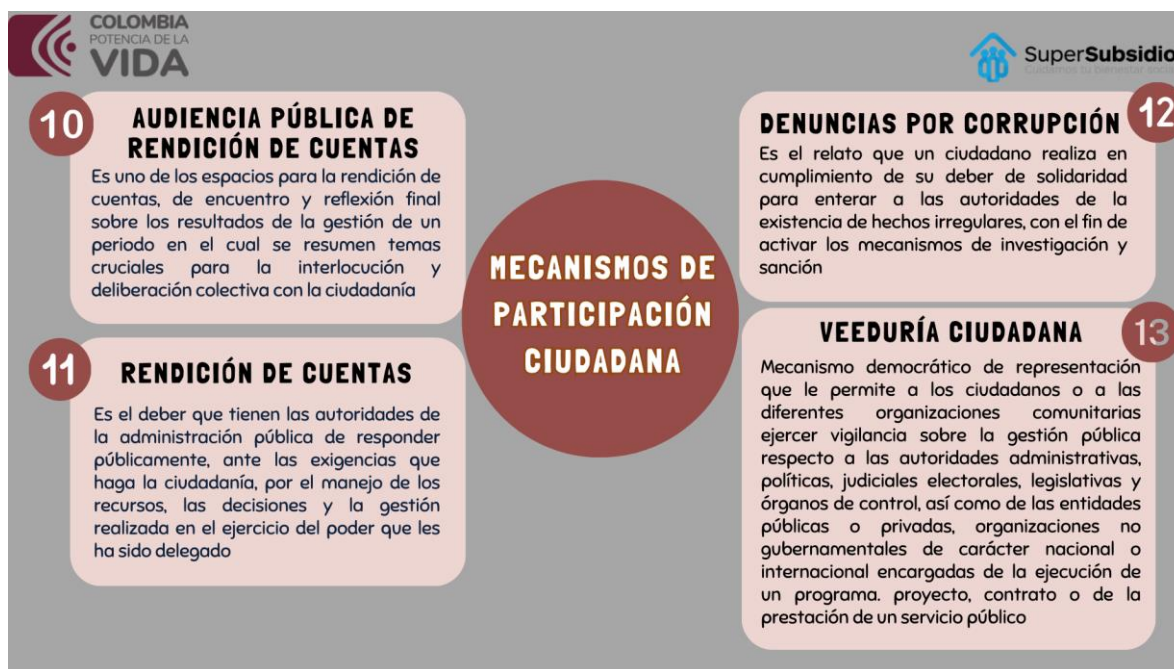 COLOMBIA
POTENCIA DE LA
VIDA
SuperSubsidio
Cuidamos tu bienestar social
10
AUDIENCIA PÚBLICA DE
RENDICIÓN DE CUENTAS
Es uno de los espacios para la rendición de
cuentas, de encuentro y reflexión final
sobre los resultados de la gestión de un
periodo en el cual se resumen temas
cruciales para la interlocución y
deliberación colectiva con la ciudadanía
11
RENDICIÓN DE CUENTAS
Es el deber que tienen las autoridades de
la administración pública de responder
públicamente, ante las exigencias que
haga la ciudadanía, por el manejo de los
recursos, las decisiones y la gestión
realizada en el ejercicio del poder que les
ha sido delegado
MECANISMOS DE
PARTICIPACIÓN
CIUDADANA
12
DENUNCIAS POR CORRUPCIÓN
Es el relato que un ciudadano realiza en
cumplimiento de su deber de solidaridad
para enterar a las autoridades de la
existencia de hechos irregulares, con el fin de
activar los mecanismos de investigación y
sanción
13
VEEDURÍA CIUDADANA
Mecanismo democrático de representación
que le permite a los ciudadanos o a las
diferentes organizaciones comunitarias
ejercer vigilancia sobre la gestión pública
respecto a las autoridades administrativas,
políticas, judiciales electorales, legislativas y
órganos de control, así como de las entidades
públicas o privadas, organizaciones no
gubernamentales de carácter nacional o
internacional encargadas de la ejecución de
un programa. proyecto, contrato o de la
prestación de un servicio público